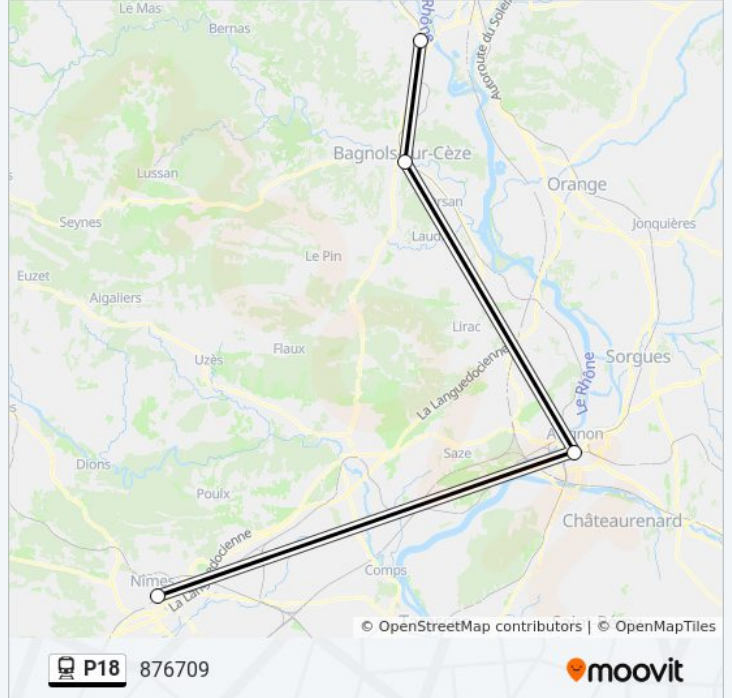 Le Mas
Bernas
Rhône
Autoroute du Soleil
Bagnols-sur-Cèze
Lussan
Orange
Seynes
Jonquières
Le Pin
Euzet
Aigaliers
Lirac
Flaux
Uzès
Sorgues
La Languedocienne
Le Rhône
Avignon
Saze
Dions
Poulx
Châteaurenard
Nîmes
La Languedocienne
Comps
© OpenStreetMap contributors | © OpenMapTiles
P18 876709 moovit